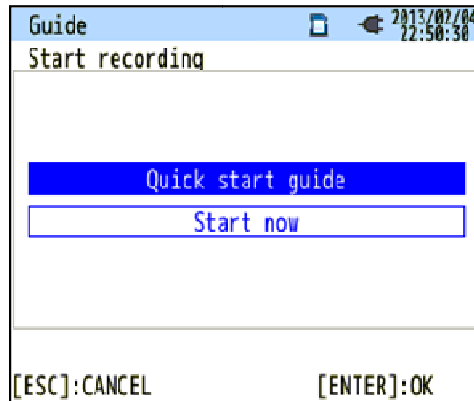 Guide
2013/02/04
22:50:30
Start recording
Quick start guide
Start now
[ESC]:CANCEL
[ENTER]:OK